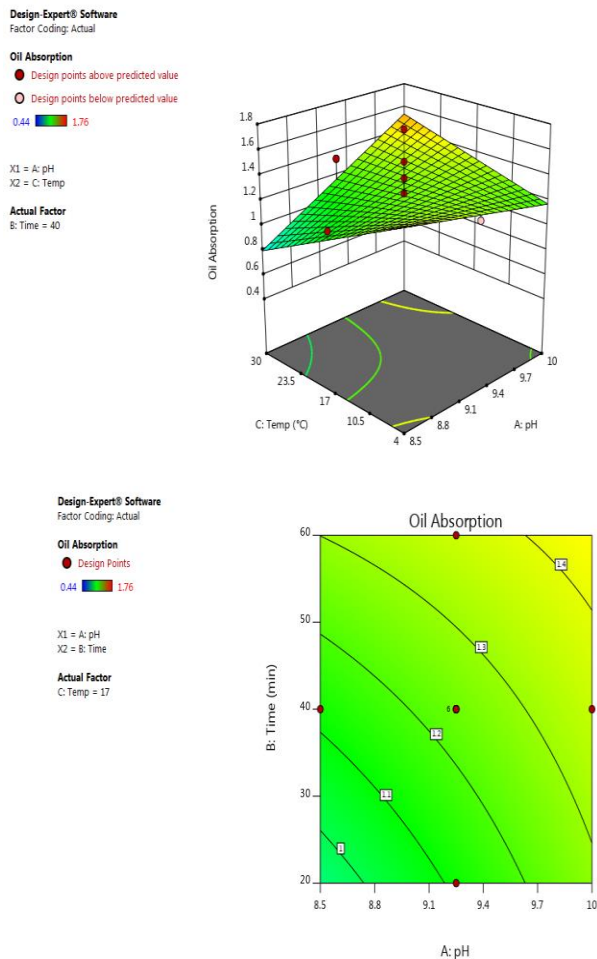 Design-Expert® Software
Factor Coding: Actual
Oil Absorption
Design points above predicted value
Design points below predicted value
0.44 1.76
X1 = A: pH
X2 = C: Temp
Actual Factor
B: Time = 40
Oil Absorption
1.8
1.6
1.4
1.2
1
0.8
0.6
0.4
30
23.5
17
10.5
4
8.5
8.8
9.1
9.4
9.7
10
C: Temp (°C)
A: pH
Design-Expert® Software
Factor Coding: Actual
Oil Absorption
Design Points
0.44 1.76
X1 = A: pH
X2 = B: Time
Actual Factor
C: Temp = 17
Oil Absorption
B: Time (min)
60
50
40
30
20
1.4
1.3
6
1.2
1.1
1
8.5 8.8 9.1 9.4 9.7 10
A: pH